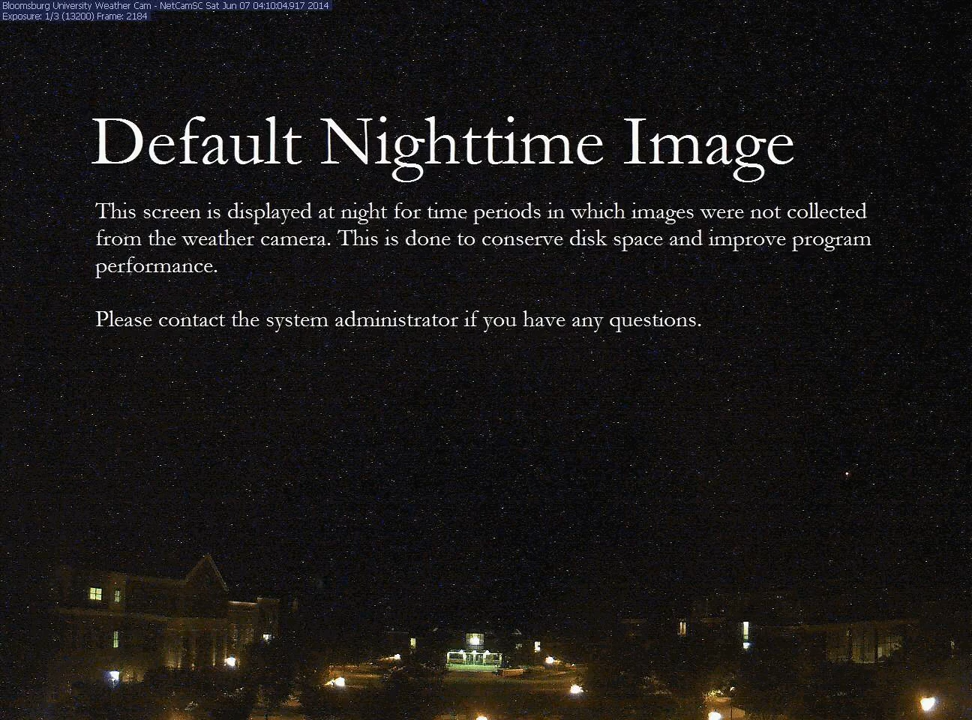 Bloomsburg University Weather Cam - NetCamSC Sat Jun 07 04:10:04.917 2014
Exposure: 1/3 (13200) Frame: 2184
Default Nighttime Image
This screen is displayed at night for time periods in which images were not collected
from the weather camera. This is done to conserve disk space and improve program
performance.
Please contact the system administrator if you have any questions.